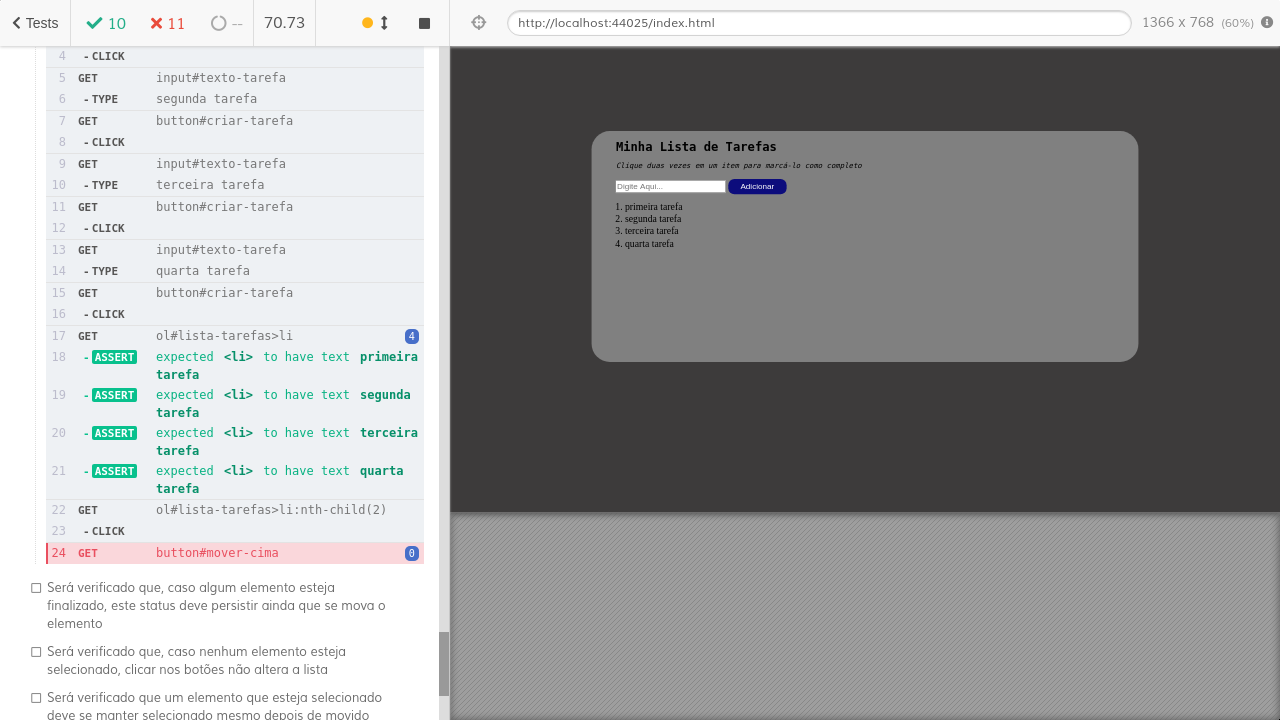 Tests
10
11
--
70.73
http://localhost:44025/index.html
1366 x 768 (60%)
4 - CLICK
5 GET input#texto-tarefa
6 - TYPE segunda tarefa
7 GET button#criar-tarefa
8 - CLICK
9 GET input#texto-tarefa
10 - TYPE terceira tarefa
11 GET button#criar-tarefa
12 - CLICK
13 GET input#texto-tarefa
14 - TYPE quarta tarefa
15 GET button#criar-tarefa
16 - CLICK
17 GET ol#lista-tarefas>li 4
18 - ASSERT expected <li> to have text primeira
tarefa
19 - ASSERT expected <li> to have text segunda
tarefa
20 - ASSERT expected <li> to have text terceira
tarefa
21 - ASSERT expected <li> to have text quarta
tarefa
22 GET ol#lista-tarefas>li:nth-child(2)
23 - CLICK
24 GET button#mover-cima 0
Será verificado que, caso algum elemento esteja
finalizado, este status deve persistir ainda que se mova o
elemento
Será verificado que, caso nenhum elemento esteja
selecionado, clicar nos botões não altera a lista
Será verificado que um elemento que esteja selecionado
deve se manter selecionado mesmo depois de movido
Minha Lista de Tarefas
Clique duas vezes em um item para marcá-lo como completo
Digite Aqui...
Adicionar
1. primeira tarefa
2. segunda tarefa
3. terceira tarefa
4. quarta tarefa